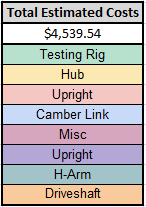 Total Estimated Costs
$4,539.54
Testing Rig
Hub
Upright
Camber Link
Misc
Upright
H-Arm
Driveshaft